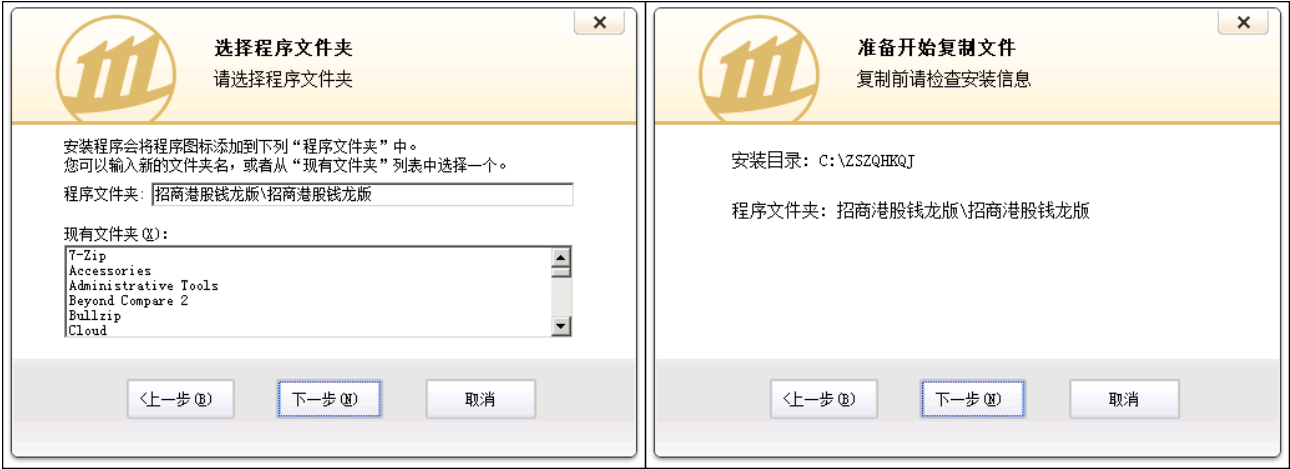 选择程序文件夹
请选择程序文件夹
安装程序会将程序图标添加到下列“程序文件夹”中。
您可以输入新的文件夹名，或者从“现有文件夹”列表中选择一个。
程序文件夹: 招商港股钱龙版\招商港股钱龙版
现有文件夹(X):
7-Zip
Accessories
Administrative Tools
Beyond Compare 2
Bullzip
Cloud
<上一步(B)
下一步(N)
取消
准备开始复制文件
复制前请检查安装信息
安装目录: C:\ZSZQHKQJ
程序文件夹: 招商港股钱龙版\招商港股钱龙版
<上一步(B)
下一步(N)
取消